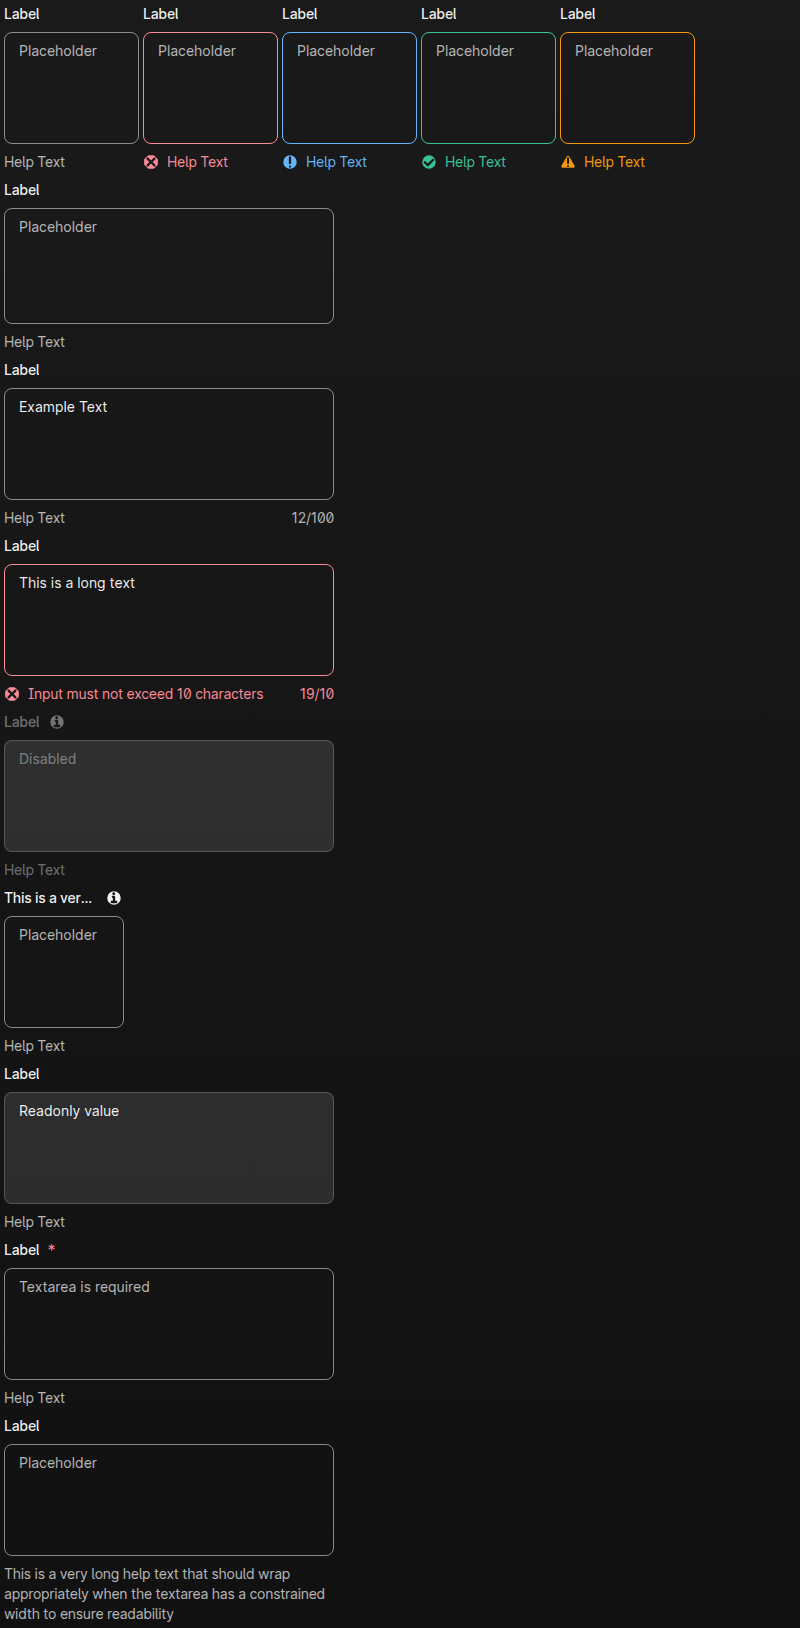 Label Label Label Label Label
Placeholder Placeholder Placeholder Placeholder Placeholder
Help Text Help Text Help Text Help Text Help Text
Label
Placeholder
Help Text
Label
Example Text
Help Text 12/100
Label
This is a long text
Input must not exceed 10 characters 19/10
Label
Disabled
Help Text
This is a ver...
Placeholder
Help Text
Label
Readonly value
Help Text
Label *
Textarea is required
Help Text
Label
Placeholder
This is a very long help text that should wrap
appropriately when the textarea has a constrained
width to ensure readability